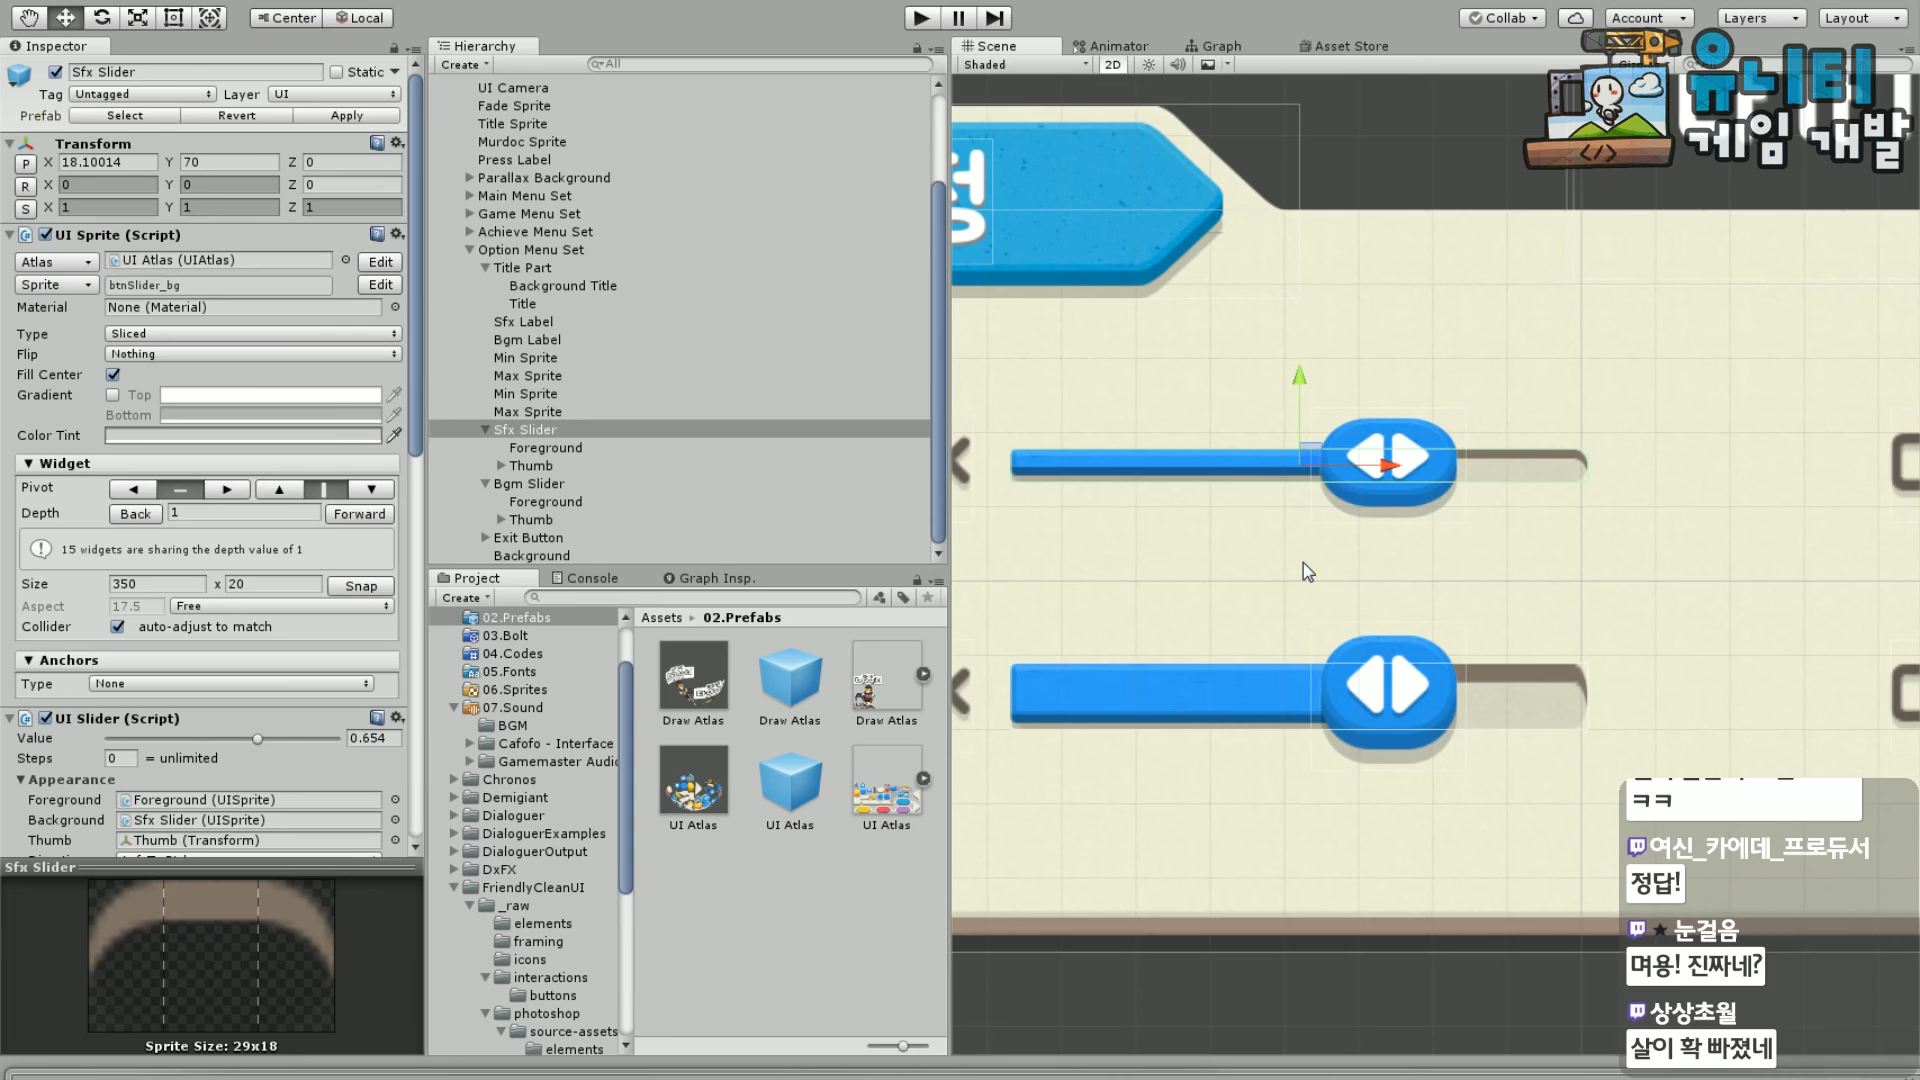 Center
Local
Collab
Account
Layers
Layout
Inspector
Hierarchy
Scene
Animator
Graph
Asset Store
Create
All
Shaded
2D
Sfx Slider
Static
Tag
Untagged
Layer
UI
Prefab
Select
Revert
Apply
Transform
P X 18.10014 Y 70 Z 0
R X 0 Y 0 Z 0
S X 1 Y 1 Z 1
UI Sprite (Script)
Atlas
UI Atlas (UIAtlas)
Edit
Sprite
btnSlider_bg
Edit
Material
None (Material)
Type
Sliced
Flip
Nothing
Fill Center
Gradient
Top
Bottom
Color Tint
Widget
Pivot
Depth
Back
1
Forward
15 widgets are sharing the depth value of 1
Size
350
x 20
Snap
Aspect
17.5
Free
Collider
auto-adjust to match
Anchors
Type
None
UI Slider (Script)
Value
0.654
Steps
0
= unlimited
Appearance
Foreground
Foreground (UISprite)
Background
Sfx Slider (UISprite)
Thumb
Thumb (Transform)
Sfx Slider
Sprite Size: 29x18
UI Camera
Fade Sprite
Title Sprite
Murdoc Sprite
Press Label
Parallax Background
Main Menu Set
Game Menu Set
Achieve Menu Set
Option Menu Set
Title Part
Background Title
Title
Sfx Label
Bgm Label
Min Sprite
Max Sprite
Min Sprite
Max Sprite
Sfx Slider
Foreground
Thumb
Bgm Slider
Foreground
Thumb
Exit Button
Background
Project
Console
Graph Insp.
Create
02.Prefabs
03.Bolt
04.Codes
05.Fonts
06.Sprites
07.Sound
BGM
Cafofo - Interface
Gamemaster Audio
Chronos
Demigiant
Dialoguer
DialoguerExamples
DialoguerOutput
DxFX
FriendlyCleanUI
_raw
elements
framing
icons
interactions
buttons
photoshop
source-assets
elements
Assets
02.Prefabs
Draw Atlas
Draw Atlas
Draw Atlas
UI Atlas
UI Atlas
UI Atlas
정
유니티
게임 개발
</>
ㅋㅋ
여신_카에데_프로듀서
정답!
눈걸음
며용! 진짜네?
상상초월
살이 확 빠졌네